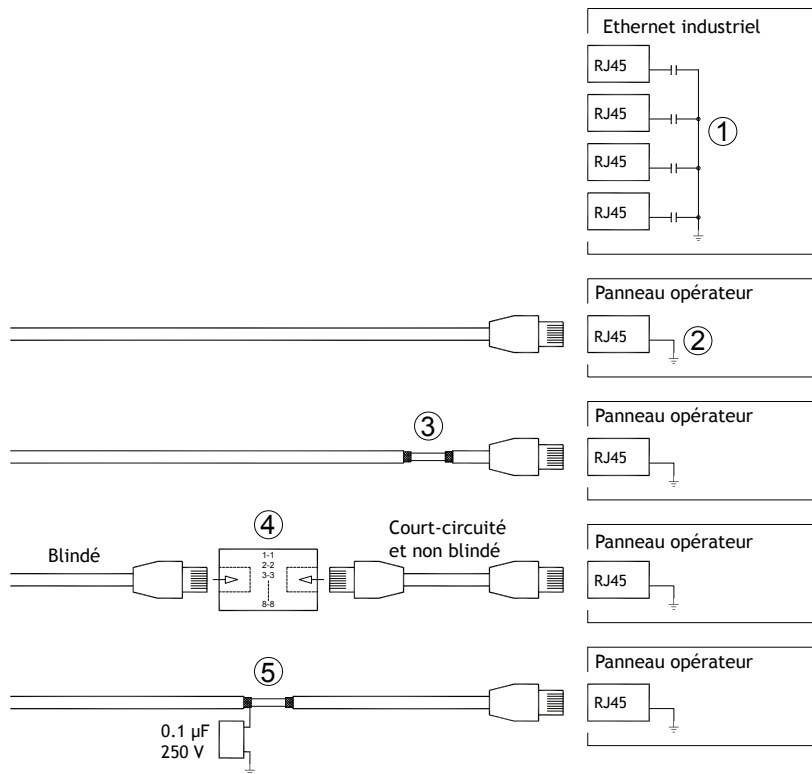 Ethernet industriel
RJ45
RJ45
1
RJ45
RJ45
Panneau opérateur
RJ45
2
Panneau opérateur
3
RJ45
4
Blindé
Court-circuité
et non blindé
1-1
2-2
3-3
8-8
Panneau opérateur
RJ45
5
0.1 µF
250 V
Panneau opérateur
RJ45